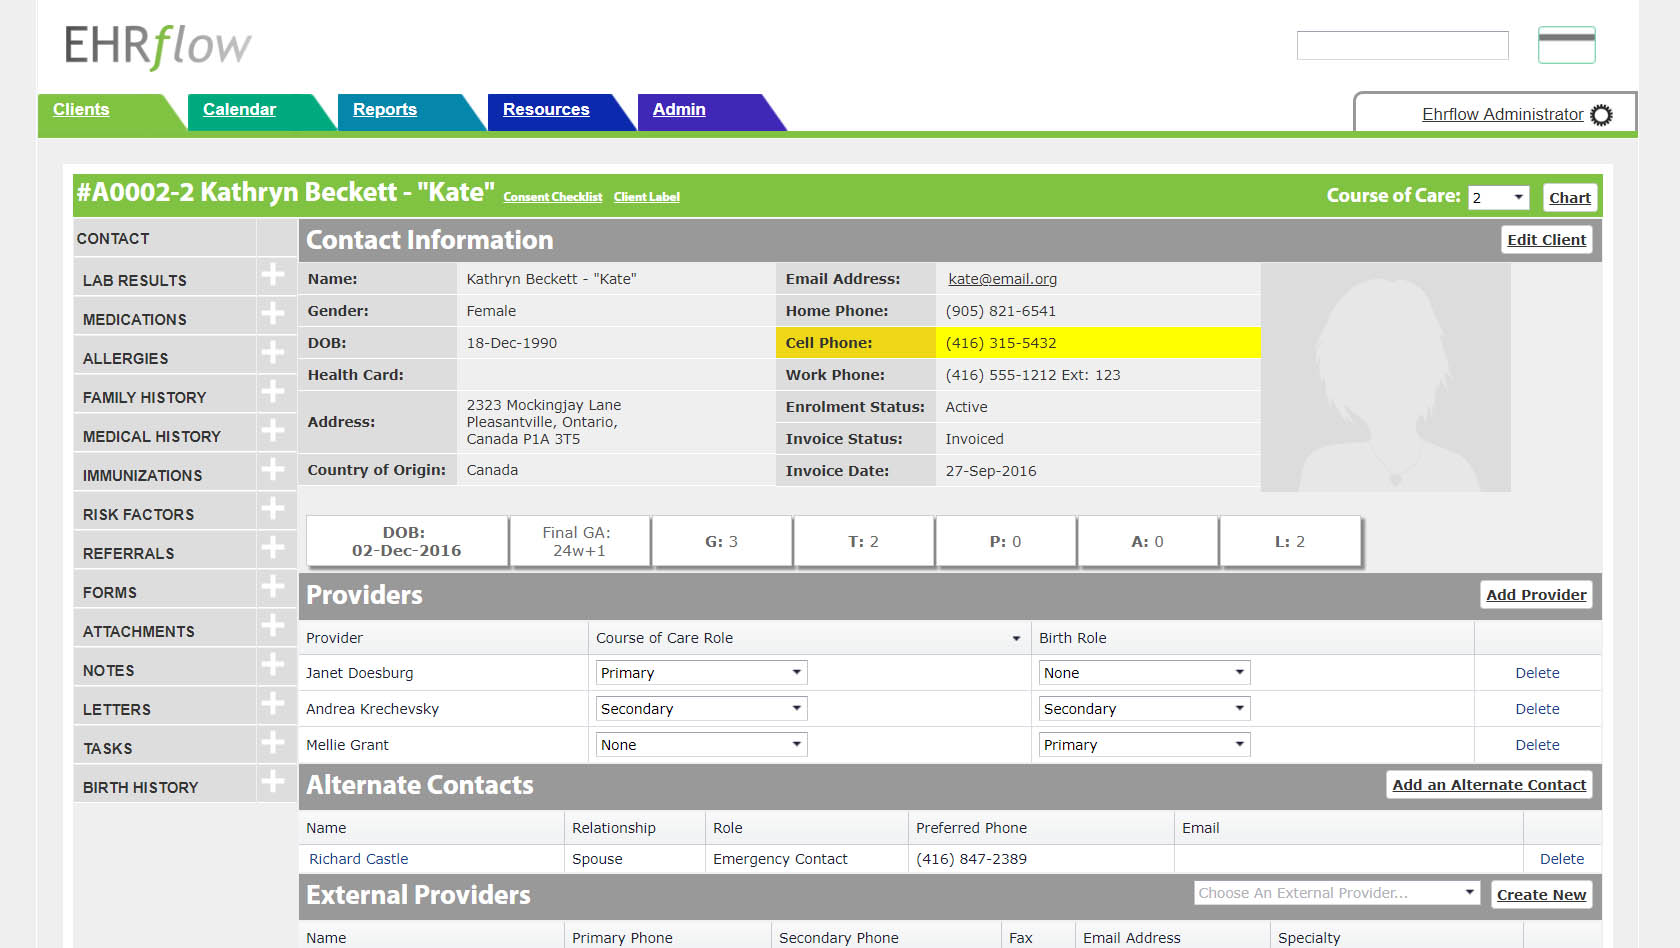 EHRflow
Clients Calendar Reports Resources Admin
Ehrflow Administrator
#A0002-2 Kathryn Beckett - "Kate" Consent Checklist Client Label Course of Care: 2 Chart
CONTACT
LAB RESULTS
MEDICATIONS
ALLERGIES
FAMILY HISTORY
MEDICAL HISTORY
IMMUNIZATIONS
RISK FACTORS
REFERRALS
FORMS
ATTACHMENTS
NOTES
LETTERS
TASKS
BIRTH HISTORY
Contact Information Edit Client
Name: Kathryn Beckett - "Kate"
Gender: Female
DOB: 18-Dec-1990
Health Card:
Address: 2323 Mockingjay Lane
Pleasantville, Ontario,
Canada P1A 3T5
Country of Origin: Canada
Email Address: kate@email.org
Home Phone: (905) 821-6541
Cell Phone: (416) 315-5432
Work Phone: (416) 555-1212 Ext: 123
Enrolment Status: Active
Invoice Status: Invoiced
Invoice Date: 27-Sep-2016
DOB:
02-Dec-2016
Final GA:
24w+1
G: 3
T: 2
P: 0
A: 0
L: 2
Providers Add Provider
Provider Course of Care Role Birth Role
Janet Doesburg Primary None Delete
Andrea Krechevsky Secondary Secondary Delete
Mellie Grant None Primary Delete
Alternate Contacts Add an Alternate Contact
Name Relationship Role Preferred Phone Email
Richard Castle Spouse Emergency Contact (416) 847-2389 Delete
External Providers Choose An External Provider... Create New
Name Primary Phone Secondary Phone Fax Email Address Specialty